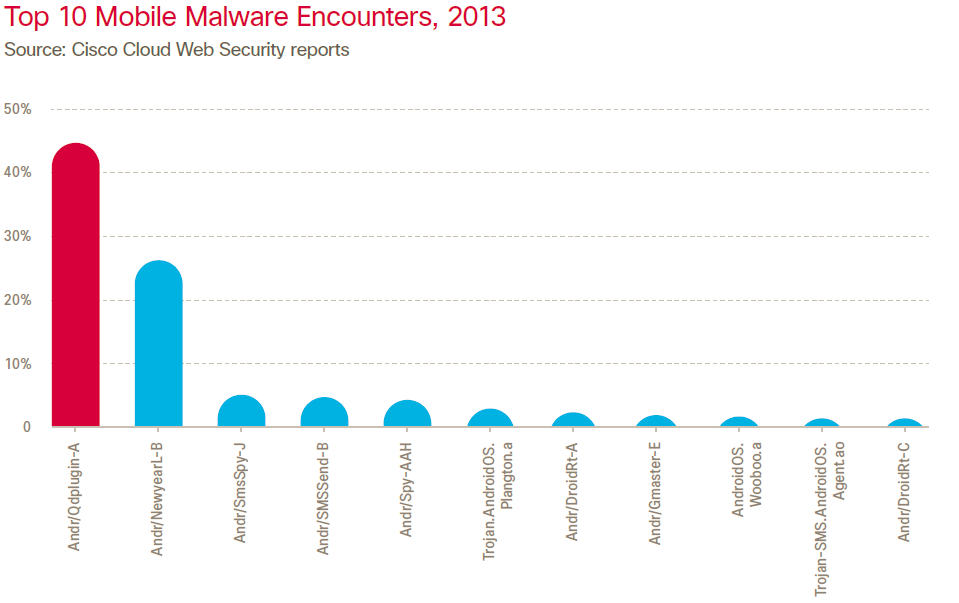 Top 10 Mobile Malware Encounters, 2013
Source: Cisco Cloud Web Security reports
50%
40%
30%
20%
10%
0
Andr/Qdplugin-A
Andr/NewyearL-B
Andr/SmsSpy-J
Andr/SMSSend-B
Andr/Spy-AAH
Trojan.AndroidOS.
Plangton.a
Andr/DroidRt-A
Andr/Gmaster-E
AndroidOS.
Wooboo.a
Trojan-SMS.AndroidOS.
Agent.ao
Andr/DroidRt-C